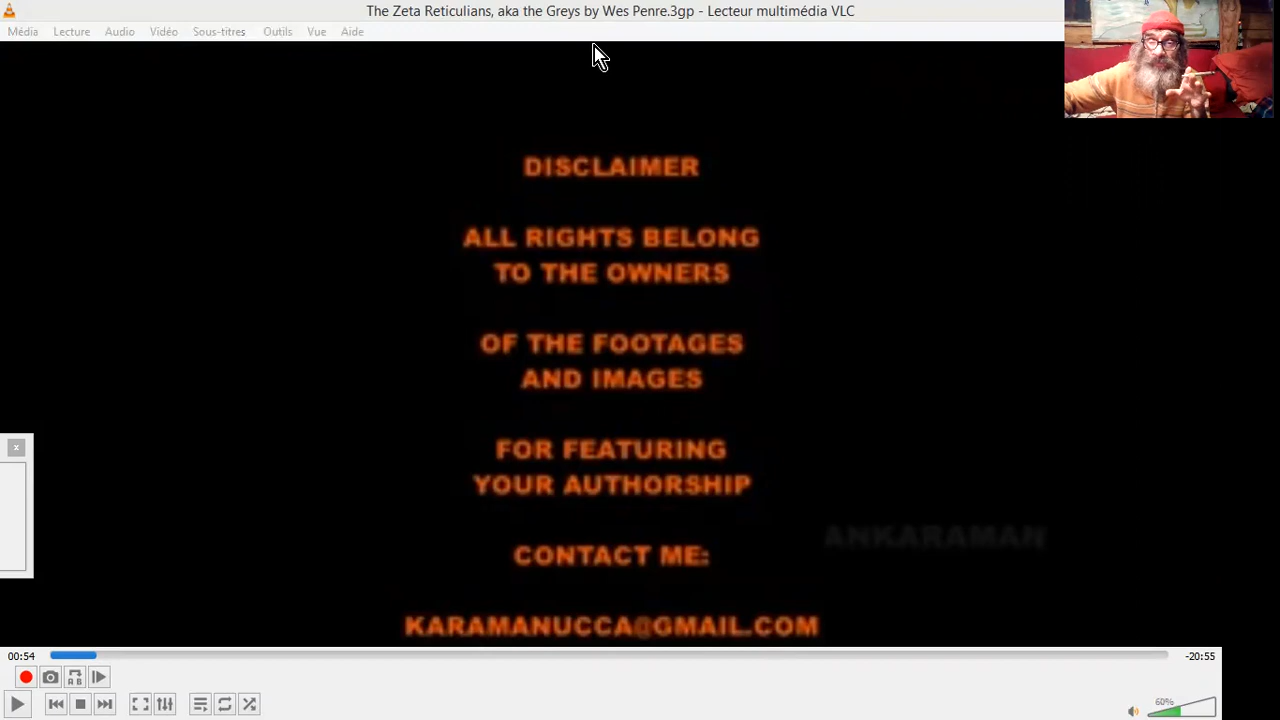 The Zeta Reticulians, aka the Greys by Wes Penre.3gp - Lecteur multimédia VLC
Média Lecture Audio Vidéo Sous-titres Outils Vue Aide
DISCLAIMER
ALL RIGHTS BELONG
TO THE OWNERS
OF THE FOOTAGES
AND IMAGES
FOR FEATURING
YOUR AUTHORSHIP
ANKARAMAN
CONTACT ME:
KARAMANUCCA@GMAIL.COM
00:54
-20:55
A B
60%